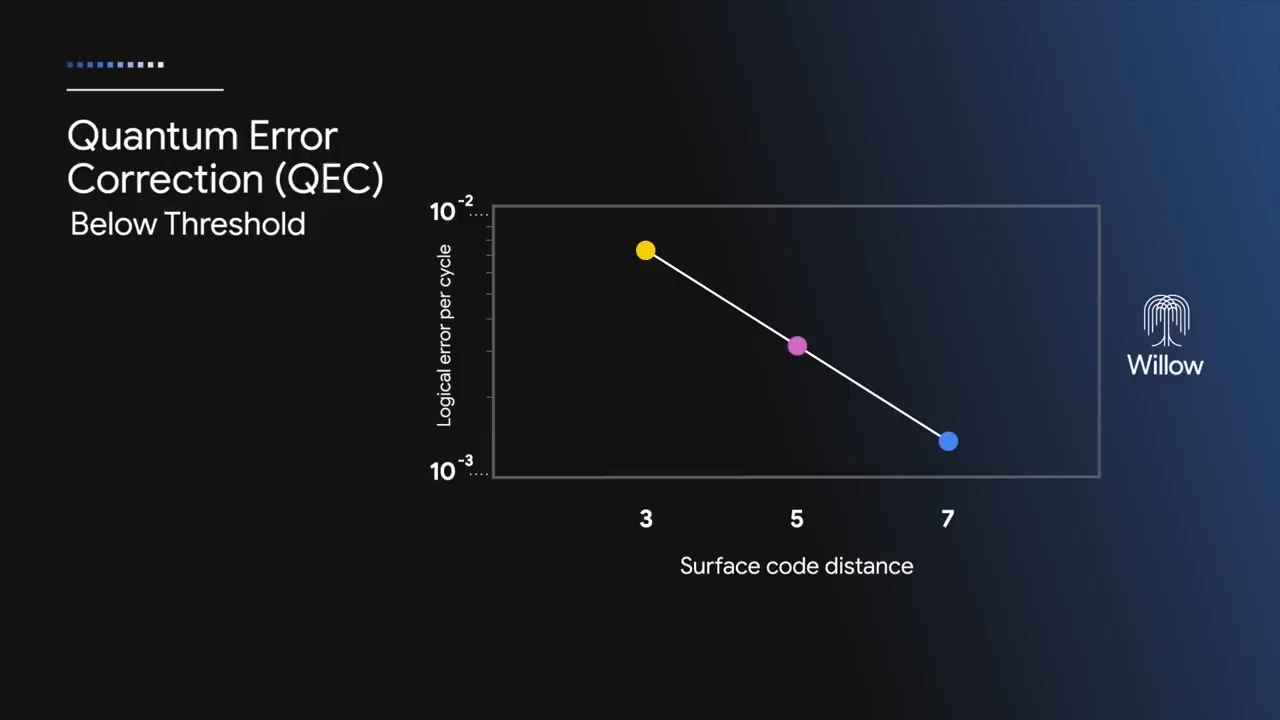 Quantum Error
Correction (QEC)
Below Threshold
10-2
Logical error per cycle
10-3
3 5 7
Surface code distance
Willow